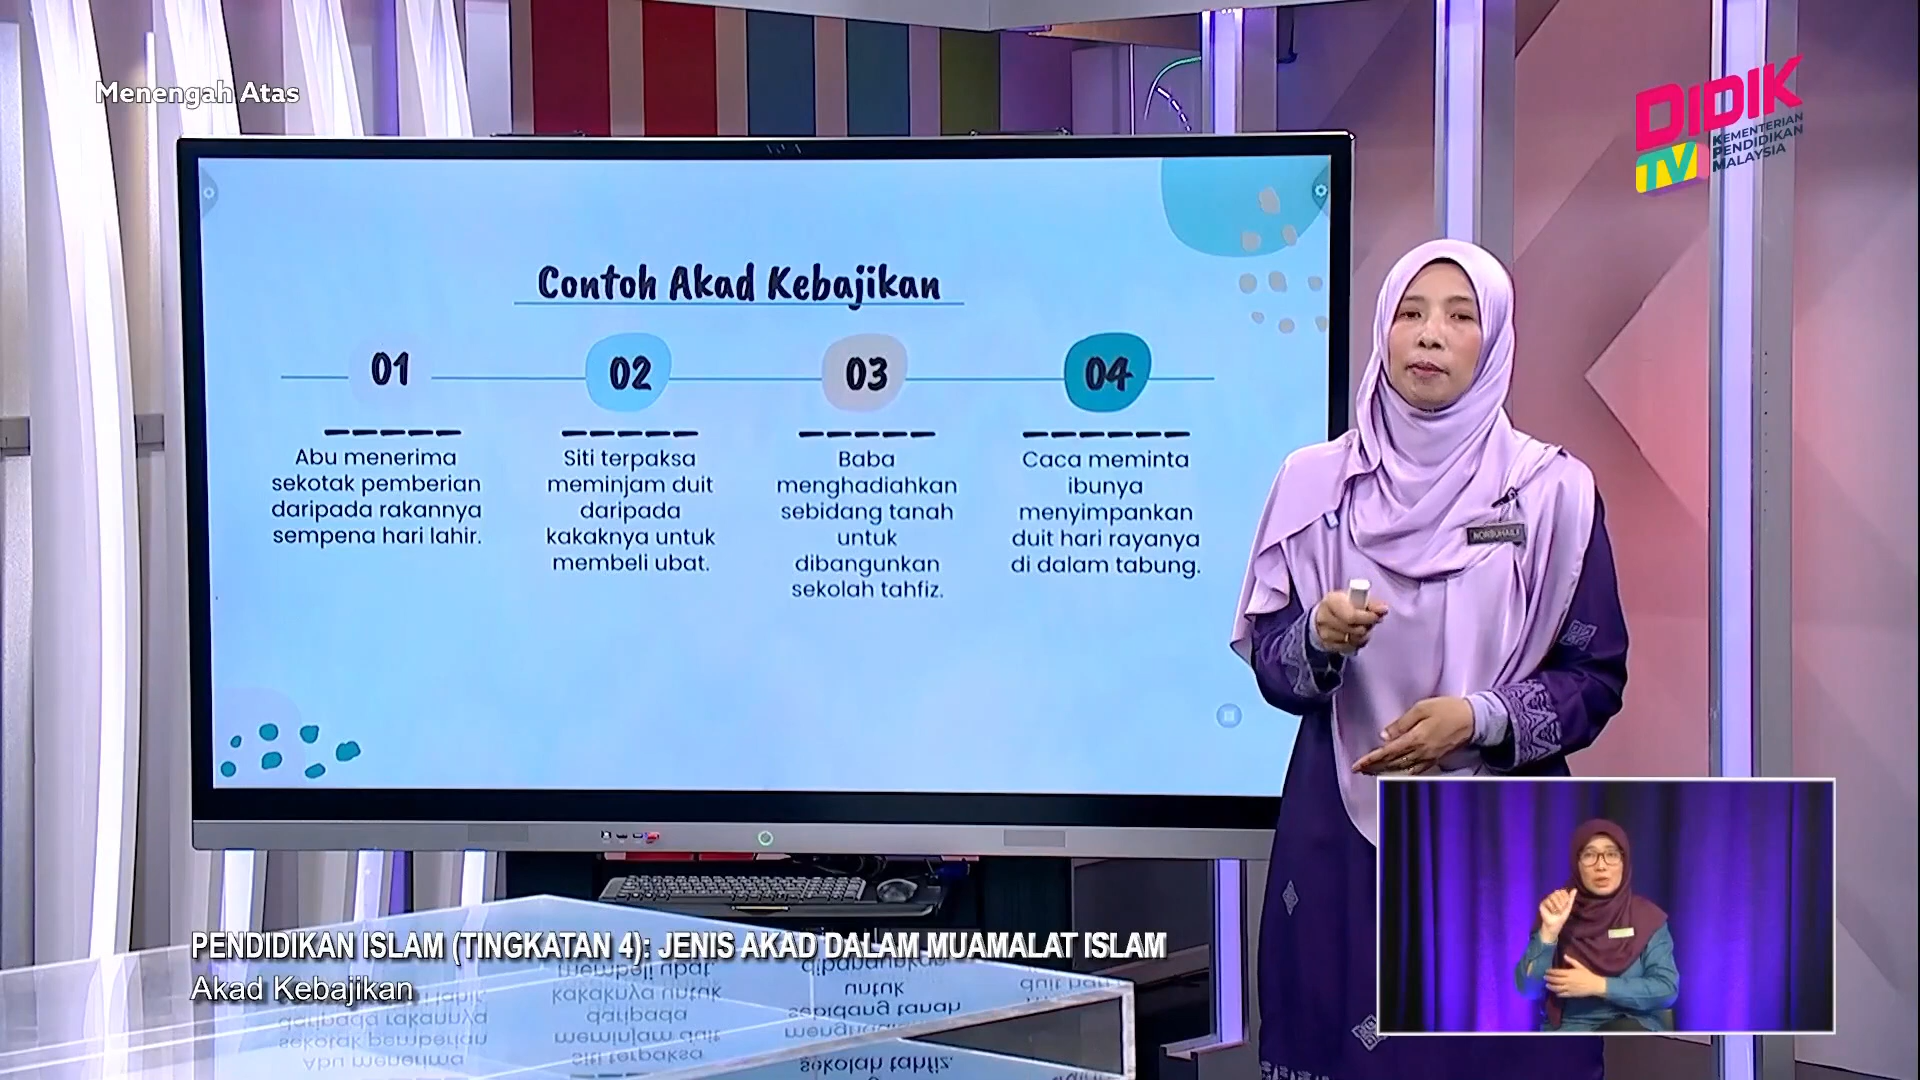 Menengah Atas
DIDIK
TV
KEMENTERIAN
PENDIDIKAN
MALAYSIA
Contoh Akad Kebajikan
01
Abu menerima
sekotak pemberian
daripada rakannya
sempena hari lahir.
02
Siti terpaksa
meminjam duit
daripada
kakaknya untuk
membeli ubat.
03
Baba
menghadiahkan
sebidang tanah
untuk
dibangunkan
sekolah tahfiz.
04
Caca meminta
ibunya
menyimpankan
duit hari rayanya
di dalam tabung.
PENDIDIKAN ISLAM (TINGKATAN 4): JENIS AKAD DALAM MUAMALAT ISLAM
Akad Kebajikan